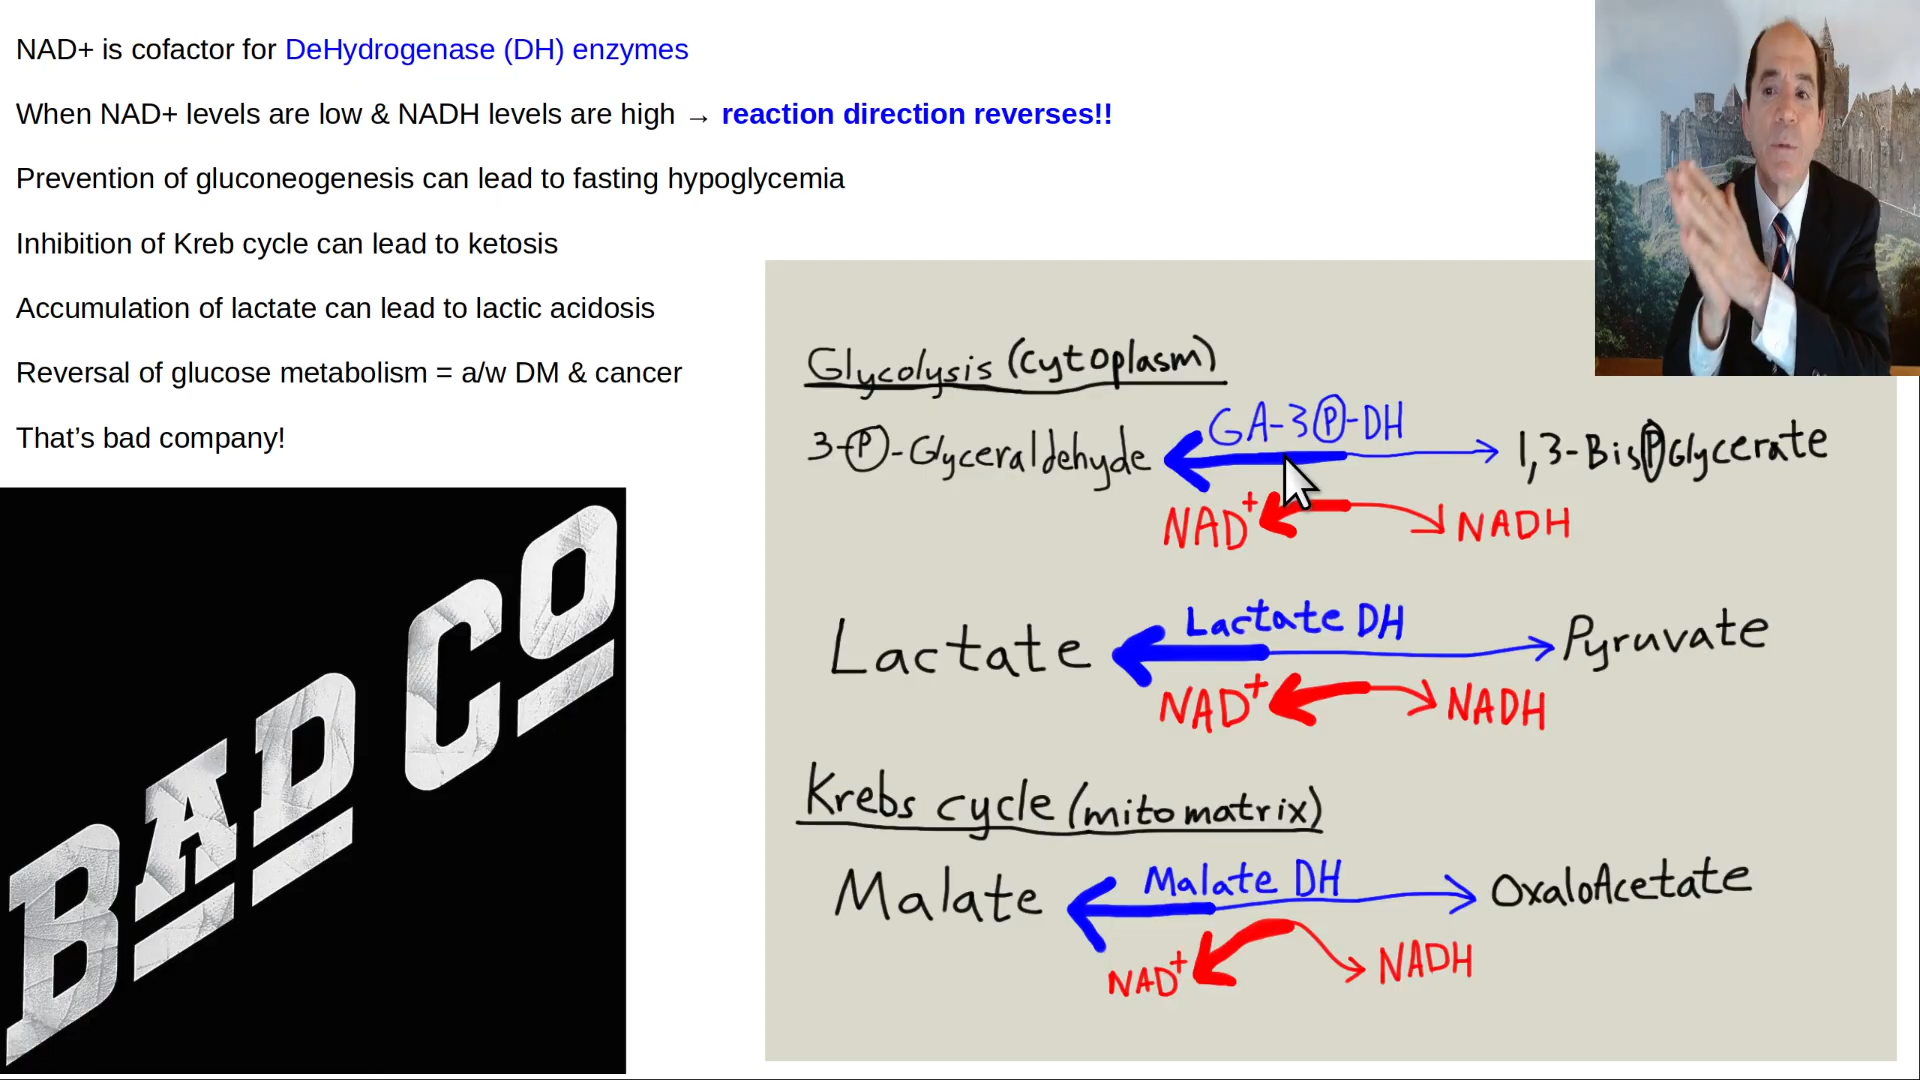 NAD+ is cofactor for DeHydrogenase (DH) enzymes
When NAD+ levels are low & NADH levels are high → reaction direction reverses!!
Prevention of gluconeogenesis can lead to fasting hypoglycemia
Inhibition of Kreb cycle can lead to ketosis
Accumulation of lactate can lead to lactic acidosis
Reversal of glucose metabolism = a/w DM & cancer
That’s bad company!
BAD CO
Glycolysis (cytoplasm)
GA-3Ⓟ-DH
3-Ⓟ-Glyceraldehyde 1,3-BisⓅGlycerate
NAD+ NADH
Lactate DH
Lactate Pyruvate
NAD+ NADH
Krebs cycle (mito matrix)
Malate DH
Malate OxaloAcetate
NAD+ NADH